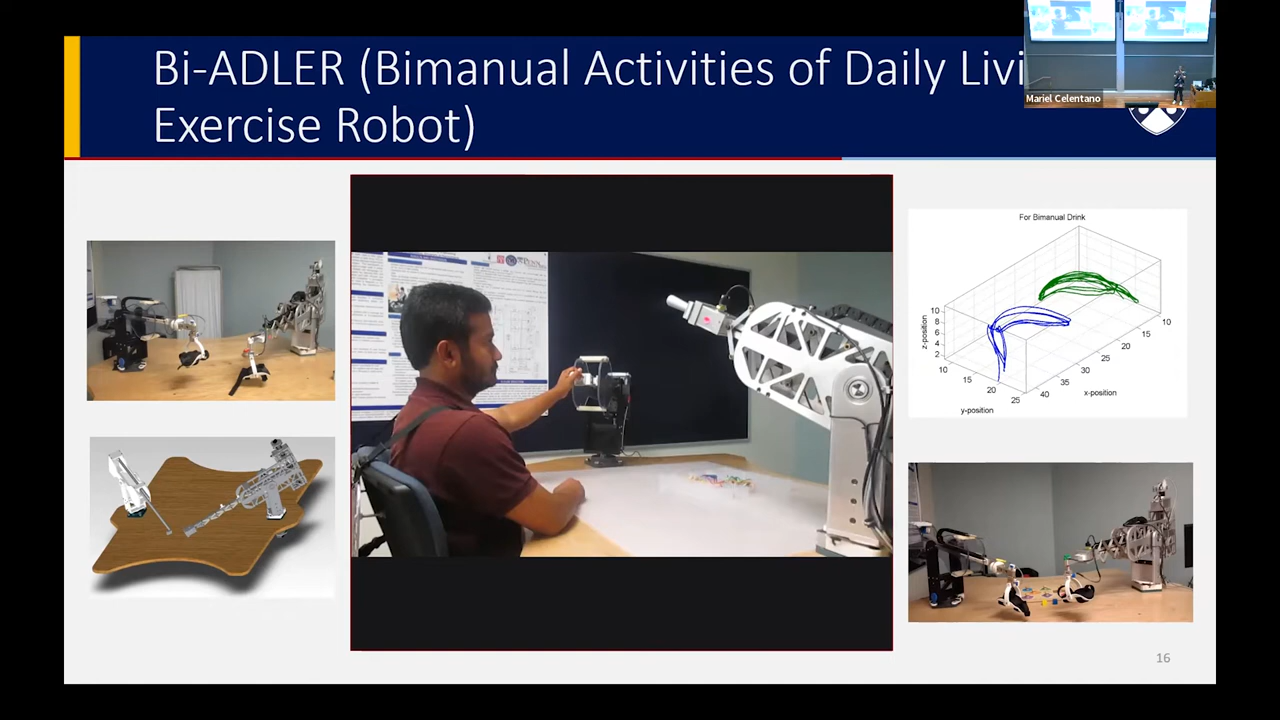 Bi-ADLER (Bimanual Activities of Daily Livi
Exercise Robot)
Mariel Celentano
For Bimanual Drink
z-position
10
8
6
4
2
10
15
20
25
y-position
40
35
30
25
20
15
10
x-position
16